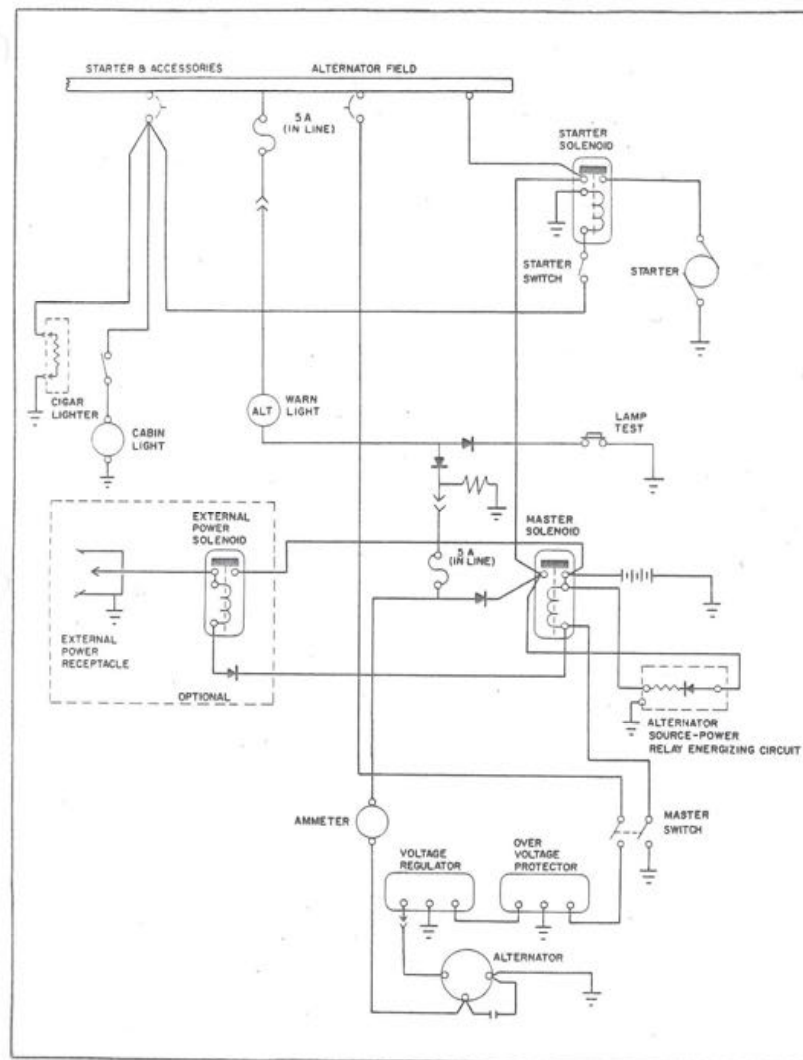 STARTER & ACCESSORIES
ALTERNATOR FIELD
5A
(IN LINE)
STARTER
SOLENOID
STARTER
SWITCH
STARTER
CIGAR
LIGHTER
CABIN
LIGHT
ALT
WARN
LIGHT
LAMP
TEST
EXTERNAL
POWER
SOLENOID
MASTER
SOLENOID
5A
(IN LINE)
EXTERNAL
POWER
RECEPTACLE
OPTIONAL
ALTERNATOR
SOURCE-POWER
RELAY ENERGIZING CIRCUIT
AMMETER
MASTER
SWITCH
VOLTAGE
REGULATOR
OVER
VOLTAGE
PROTECTOR
ALTERNATOR